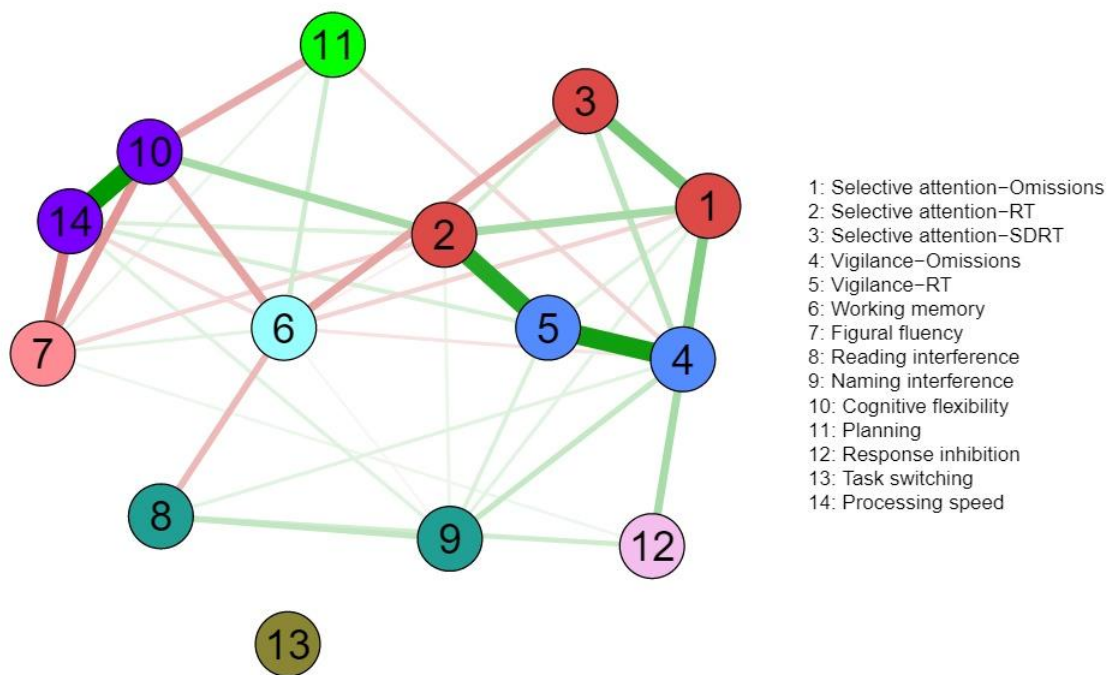 11
3
10
1
14
2
6
5
4
7
8
9
12
13
1: Selective attention−Omissions
2: Selective attention−RT
3: Selective attention−SDRT
4: Vigilance−Omissions
5: Vigilance−RT
6: Working memory
7: Figural fluency
8: Reading interference
9: Naming interference
10: Cognitive flexibility
11: Planning
12: Response inhibition
13: Task switching
14: Processing speed